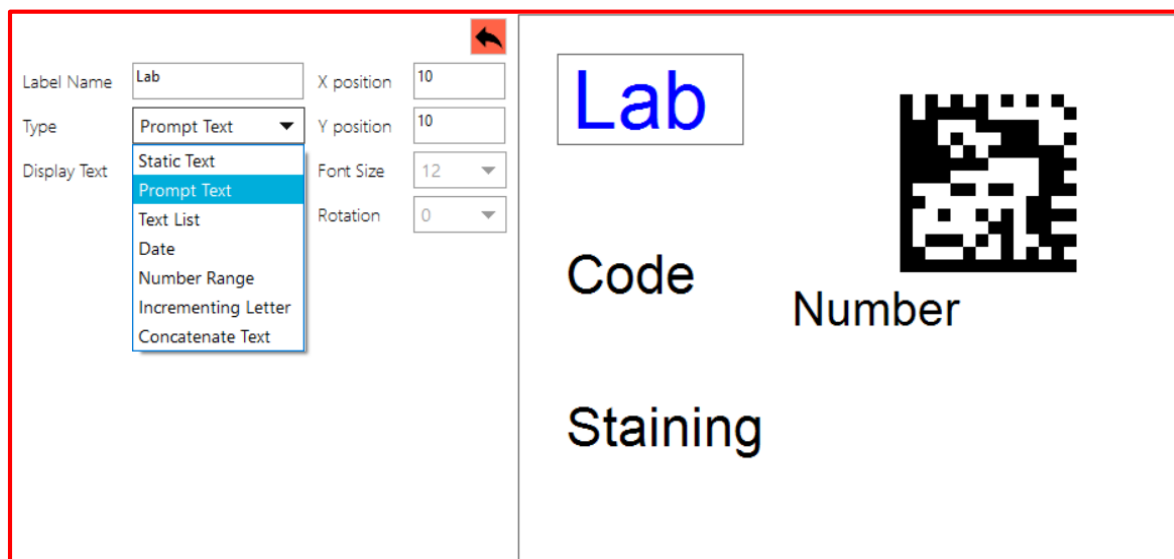 Label Name Lab X position 10
Type Prompt Text Y position 10
Display Text Font Size 12
Rotation 0
Static Text
Prompt Text
Text List
Date
Number Range
Incrementing Letter
Concatenate Text
Lab
Code
Number
Staining